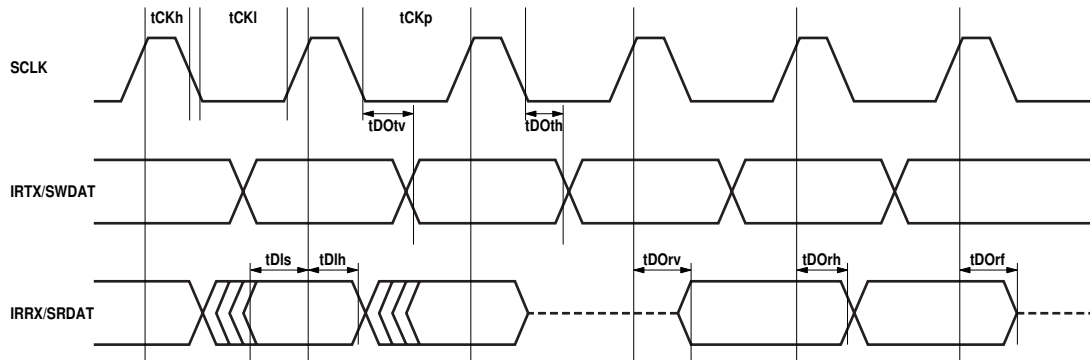 tCKh tCKl tCKp
SCLK
tDOtv tDOth
IRTX/SWDAT
tDIs tDIh tDOrv tDOrh tDOrf
IRRX/SRDAT